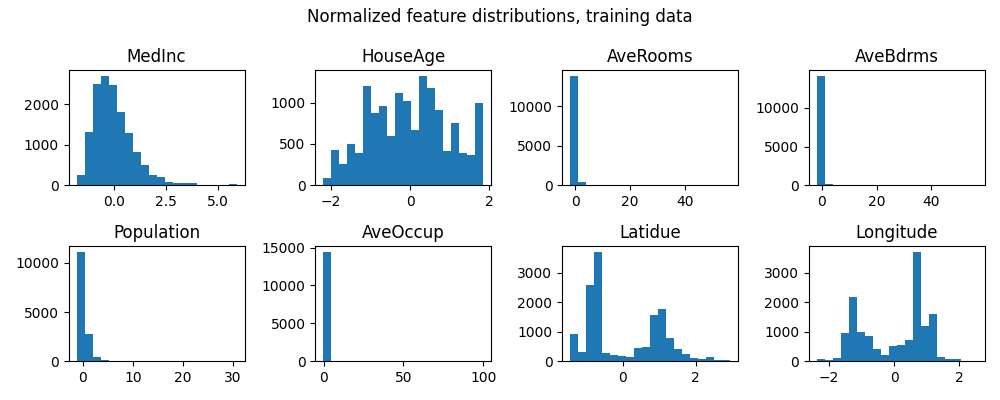 Normalized feature distributions, training data
MedInc HouseAge AveRooms AveBdrms
2000
1000
0
0.0 2.5 5.0
1000
500
0
−2 0 2
10000
5000
0
0 20 40
10000
5000
0
0 20 40
Population AveOccup Latidue Longitude
10000
5000
0
0 10 20 30
15000
10000
5000
0
0 50 100
3000
2000
1000
0
0 2
3000
2000
1000
0
−2 0 2